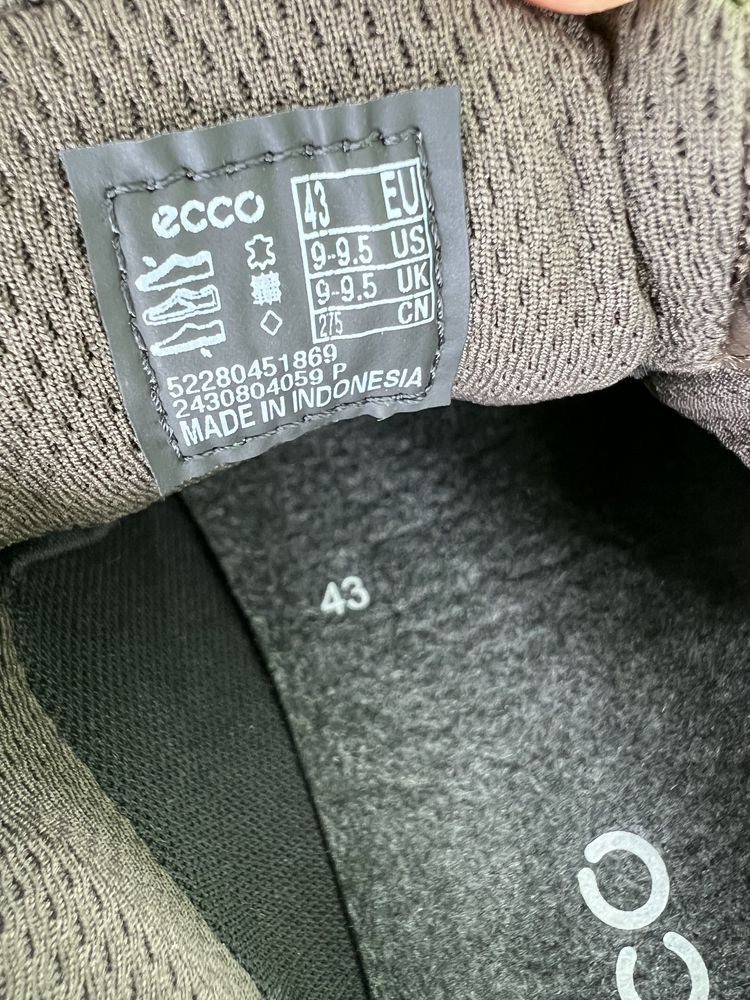 ecco
43 EU
9-9.5 US
9-9.5 UK
275 CN
52280451869
2430804059 P
MADE IN INDONESIA
43
CO